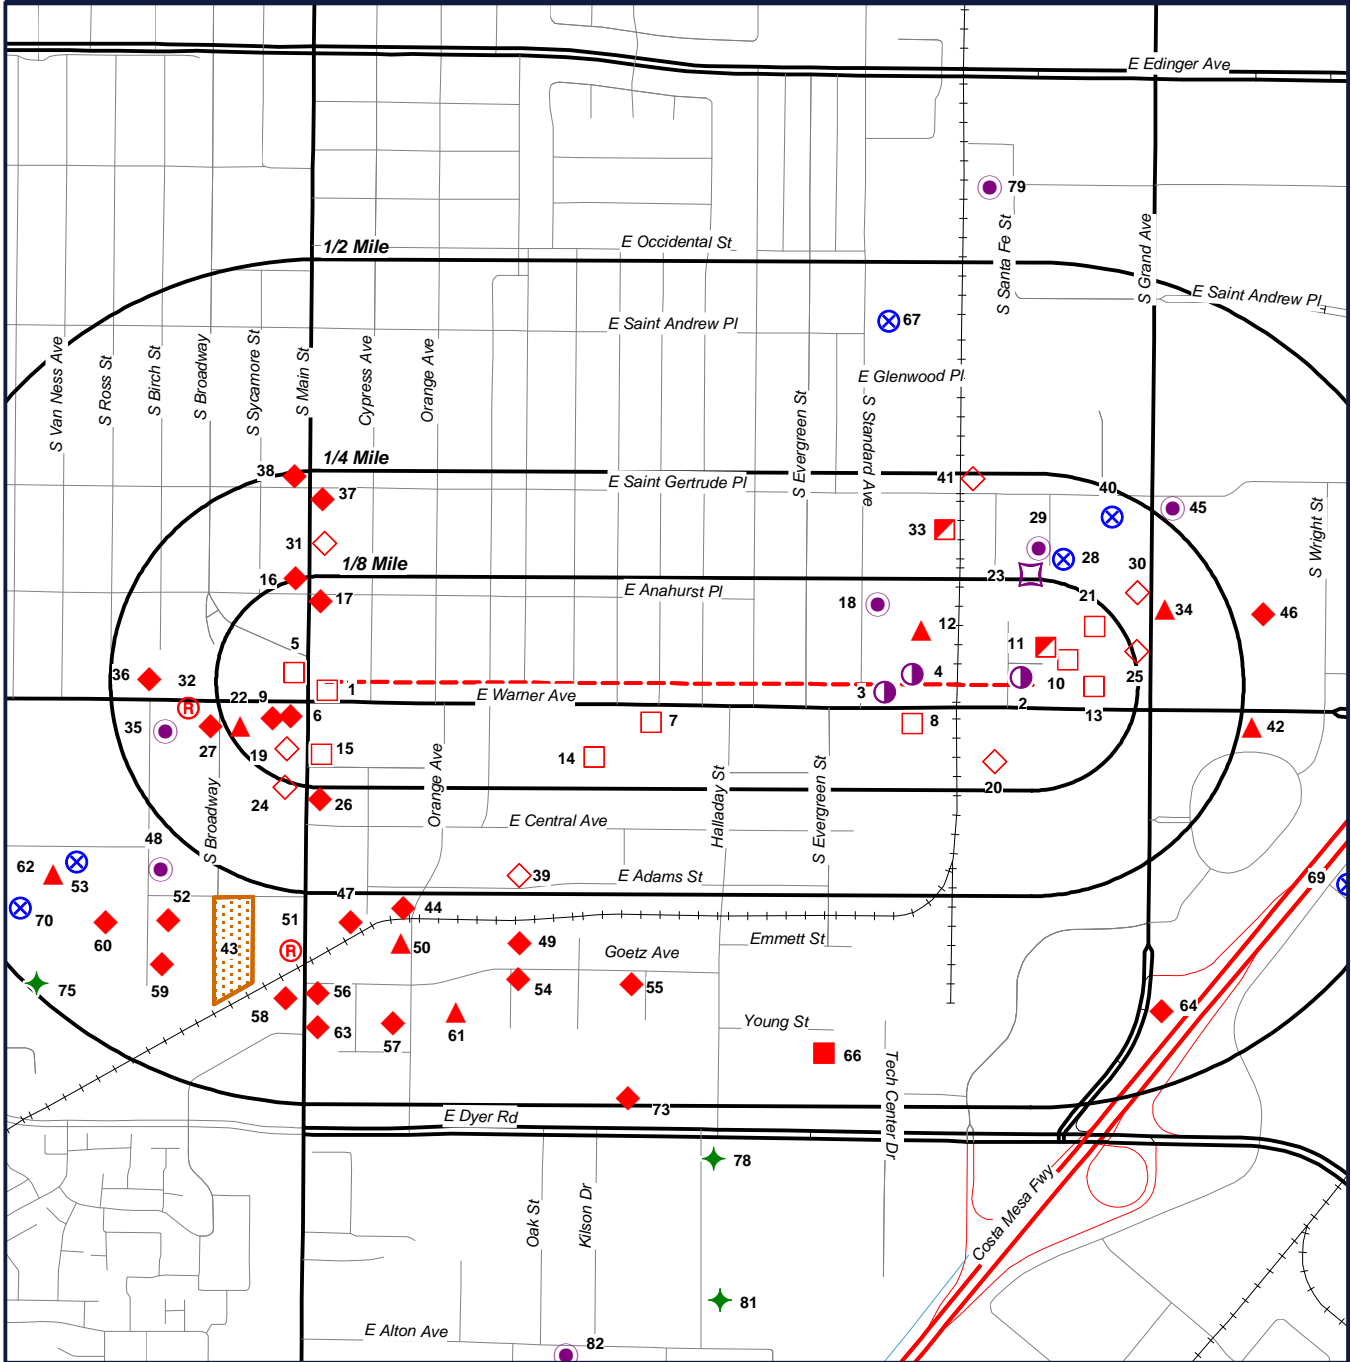 E Edinger Ave
79
1/2 Mile
E Occidental St
S Santa Fe St
S Grand Ave
E Saint Andrew Pl
E Saint Andrew Pl
67
S Van Ness Ave
S Ross St
S Birch St
S Broadway
S Sycamore St
S Main St
Cypress Ave
Orange Ave
E Glenwood Pl
S Evergreen St
S Standard Ave
1/4 Mile
38
37
E Saint Gertrude Pl
41
40
45
S Wright St
33
29
31
28
30
1/8 Mile
16
17
E Anahurst Pl
23
18
21
34
46
12
11
5
36
32
1
E Warner Ave
4
3
2
10
13
25
22
9
6
7
8
35
27
19
15
14
42
24
26
20
S Broadway
Orange Ave
Halladay St
S Evergreen St
E Central Ave
48
62
53
39
E Adams St
69
70
60
52
51
47
44
43
50
49
Emmett St
Goetz Ave
59
75
58
56
54
55
63
57
61
Young St
64
66
Tech Center Dr
73
E Dyer Rd
78
Costa Mesa Fwy
Oak St
Kilson Dr
81
E Alton Ave
82
R
R